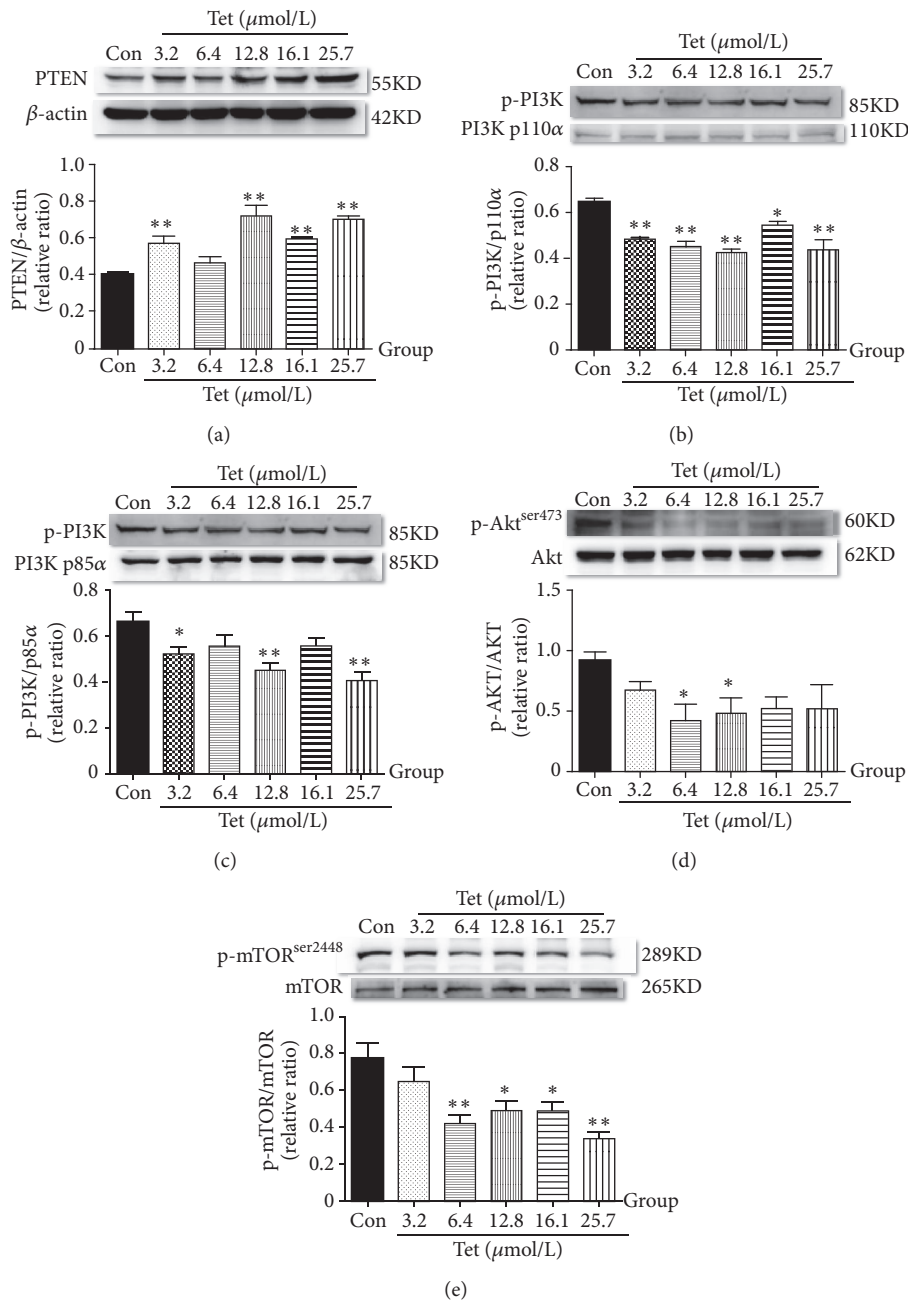 Tet (μmol/L)
Con 3.2 6.4 12.8 16.1 25.7
PTEN 55KD
β-actin 42KD
1.0
0.8
0.6
0.4
0.2
0
PTEN/β-actin
(relative ratio)
** ** ** **
Con 3.2 6.4 12.8 16.1 25.7 Group
Tet (μmol/L)
(a)
Tet (μmol/L)
Con 3.2 6.4 12.8 16.1 25.7
p-PI3K 85KD
PI3K p110α 110KD
0.8
0.6
0.4
0.2
0
p-PI3K/p110α
(relative ratio)
** ** ** * **
Con 3.2 6.4 12.8 16.1 25.7 Group
Tet (μmol/L)
(b)
Tet (μmol/L)
Con 3.2 6.4 12.8 16.1 25.7
p-PI3K 85KD
PI3K p85α 85KD
0.8
0.6
0.4
0.2
0
p-PI3K/p85α
(relative ratio)
* ** **
Con 3.2 6.4 12.8 16.1 25.7 Group
Tet (μmol/L)
(c)
Tet (μmol/L)
Con 3.2 6.4 12.8 16.1 25.7
p-Akt^ser473 60KD
Akt 62KD
1.5
1.0
0.5
0
p-AKT/AKT
(relative ratio)
* *
Con 3.2 6.4 12.8 16.1 25.7 Group
Tet (μmol/L)
(d)
Tet (μmol/L)
Con 3.2 6.4 12.8 16.1 25.7
p-mTOR^ser2448 289KD
mTOR 265KD
1.0
0.8
0.6
0.4
0.2
0
p-mTOR/mTOR
(relative ratio)
** * * **
Con 3.2 6.4 12.8 16.1 25.7 Group
Tet (μmol/L)
(e)